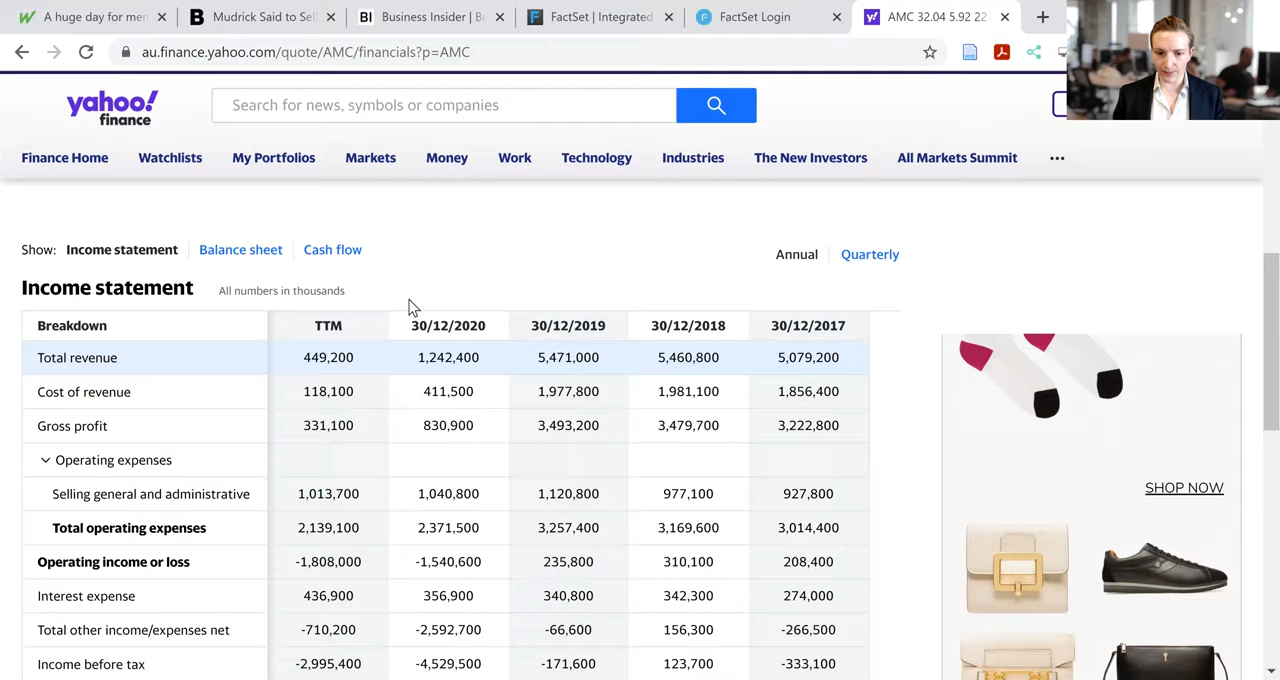 A huge day for mer
Mudrick Said to Sel
Business Insider | Bu
FactSet | Integrated
FactSet Login
AMC 32.04 5.92 22.
au.finance.yahoo.com/quote/AMC/financials?p=AMC
yahoo!
finance
Search for news, symbols or companies
Finance Home Watchlists My Portfolios Markets Money Work Technology Industries The New Investors All Markets Summit
Show: Income statement Balance sheet Cash flow
Annual Quarterly
Income statement All numbers in thousands
Breakdown TTM 30/12/2020 30/12/2019 30/12/2018 30/12/2017
Total revenue 449,200 1,242,400 5,471,000 5,460,800 5,079,200
Cost of revenue 118,100 411,500 1,977,800 1,981,100 1,856,400
Gross profit 331,100 830,900 3,493,200 3,479,700 3,222,800
Operating expenses
Selling general and administrative 1,013,700 1,040,800 1,120,800 977,100 927,800
Total operating expenses 2,139,100 2,371,500 3,257,400 3,169,600 3,014,400
Operating income or loss -1,808,000 -1,540,600 235,800 310,100 208,400
Interest expense 436,900 356,900 340,800 342,300 274,000
Total other income/expenses net -710,200 -2,592,700 -66,600 156,300 -266,500
Income before tax -2,995,400 -4,529,500 -171,600 123,700 -333,100
SHOP NOW